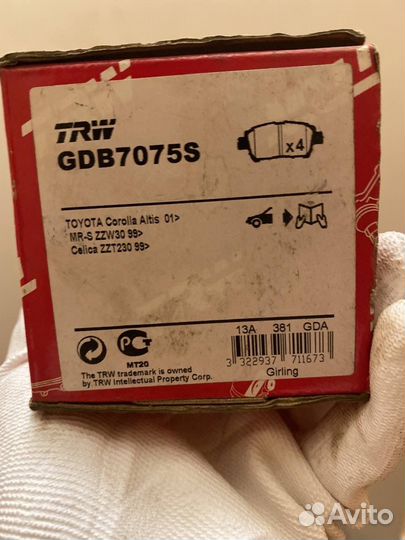 TRW
GDB7075S
x4
TOYOTA Corolla Altis 01>
MR-S ZZW30 99>
Celica ZZT230 99>
13A 381 GDA
PCT
MT20
3 322937 711673
The TRW trademark is owned
by TRW Intellectual Property Corp.
Girling
Avito